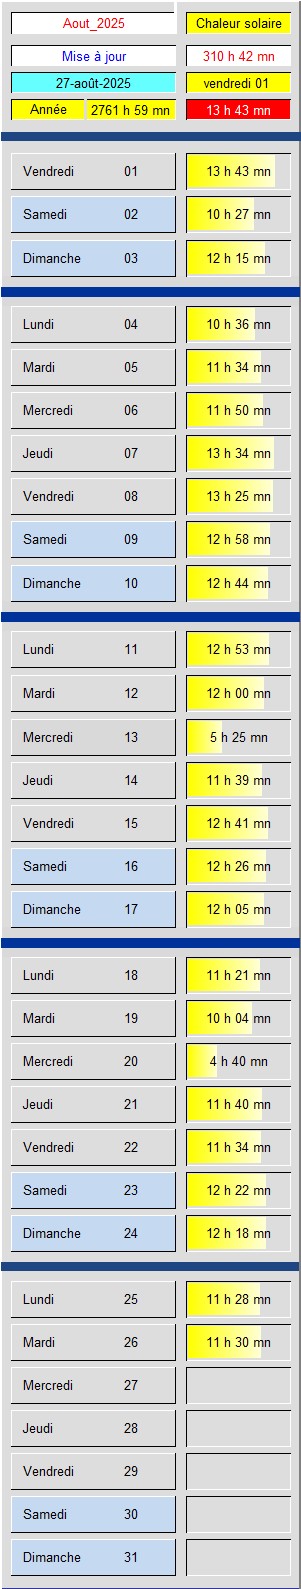 Aout_2025 Chaleur solaire
Mise à jour 310 h 42 mn
27-août-2025 vendredi 01
Année 2761 h 59 mn 13 h 43 mn
Vendredi 01 13 h 43 mn
Samedi 02 10 h 27 mn
Dimanche 03 12 h 15 mn
Lundi 04 10 h 36 mn
Mardi 05 11 h 34 mn
Mercredi 06 11 h 50 mn
Jeudi 07 13 h 34 mn
Vendredi 08 13 h 25 mn
Samedi 09 12 h 58 mn
Dimanche 10 12 h 44 mn
Lundi 11 12 h 53 mn
Mardi 12 12 h 00 mn
Mercredi 13 5 h 25 mn
Jeudi 14 11 h 39 mn
Vendredi 15 12 h 41 mn
Samedi 16 12 h 26 mn
Dimanche 17 12 h 05 mn
Lundi 18 11 h 21 mn
Mardi 19 10 h 04 mn
Mercredi 20 4 h 40 mn
Jeudi 21 11 h 40 mn
Vendredi 22 11 h 34 mn
Samedi 23 12 h 22 mn
Dimanche 24 12 h 18 mn
Lundi 25 11 h 28 mn
Mardi 26 11 h 30 mn
Mercredi 27
Jeudi 28
Vendredi 29
Samedi 30
Dimanche 31